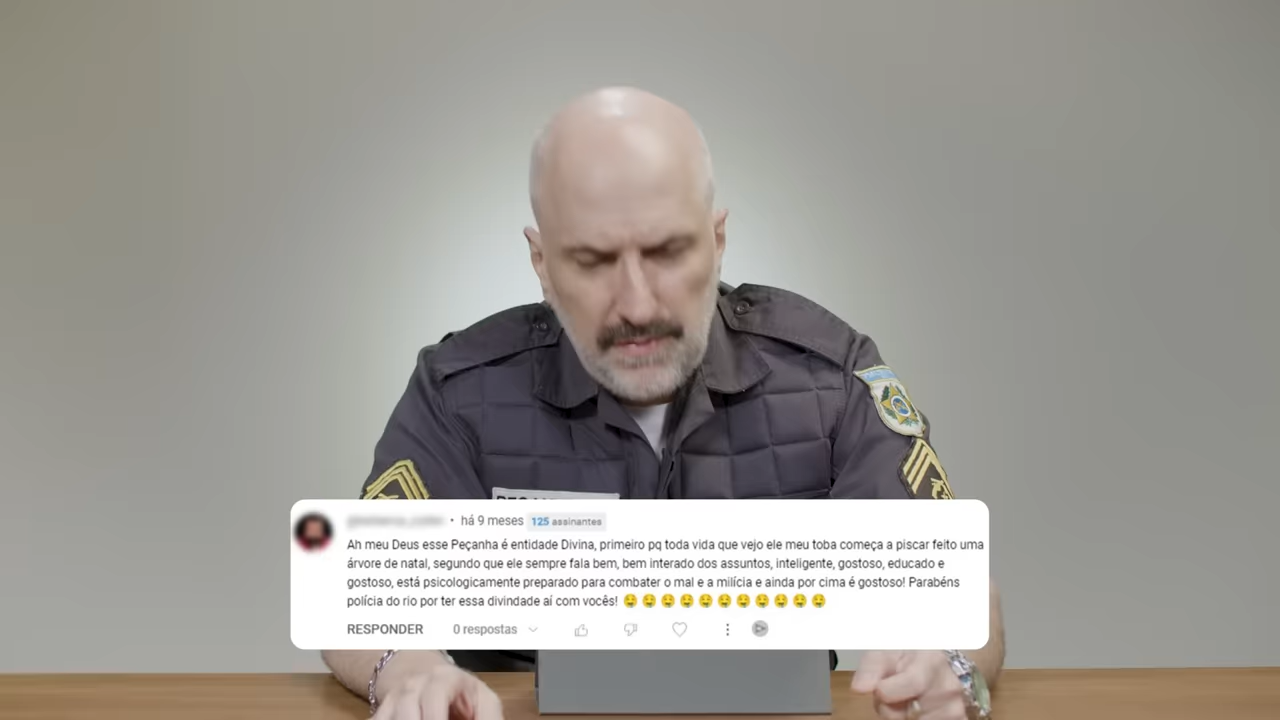 · há 9 meses 125 assinantes
Ah meu Deus esse Peçanha é entidade Divina, primeiro pq toda vida que vejo ele meu toba começa a piscar feito uma
árvore de natal, segundo que ele sempre fala bem, bem interado dos assuntos, inteligente, gostoso, educado e
gostoso, está psicologicamente preparado para combater o mal e a milícia e ainda por cima é gostoso! Parabéns
polícia do rio por ter essa divindade aí com vocês! 🤤🤤🤤🤤🤤🤤🤤🤤🤤🤤🤤
RESPONDER 0 respostas